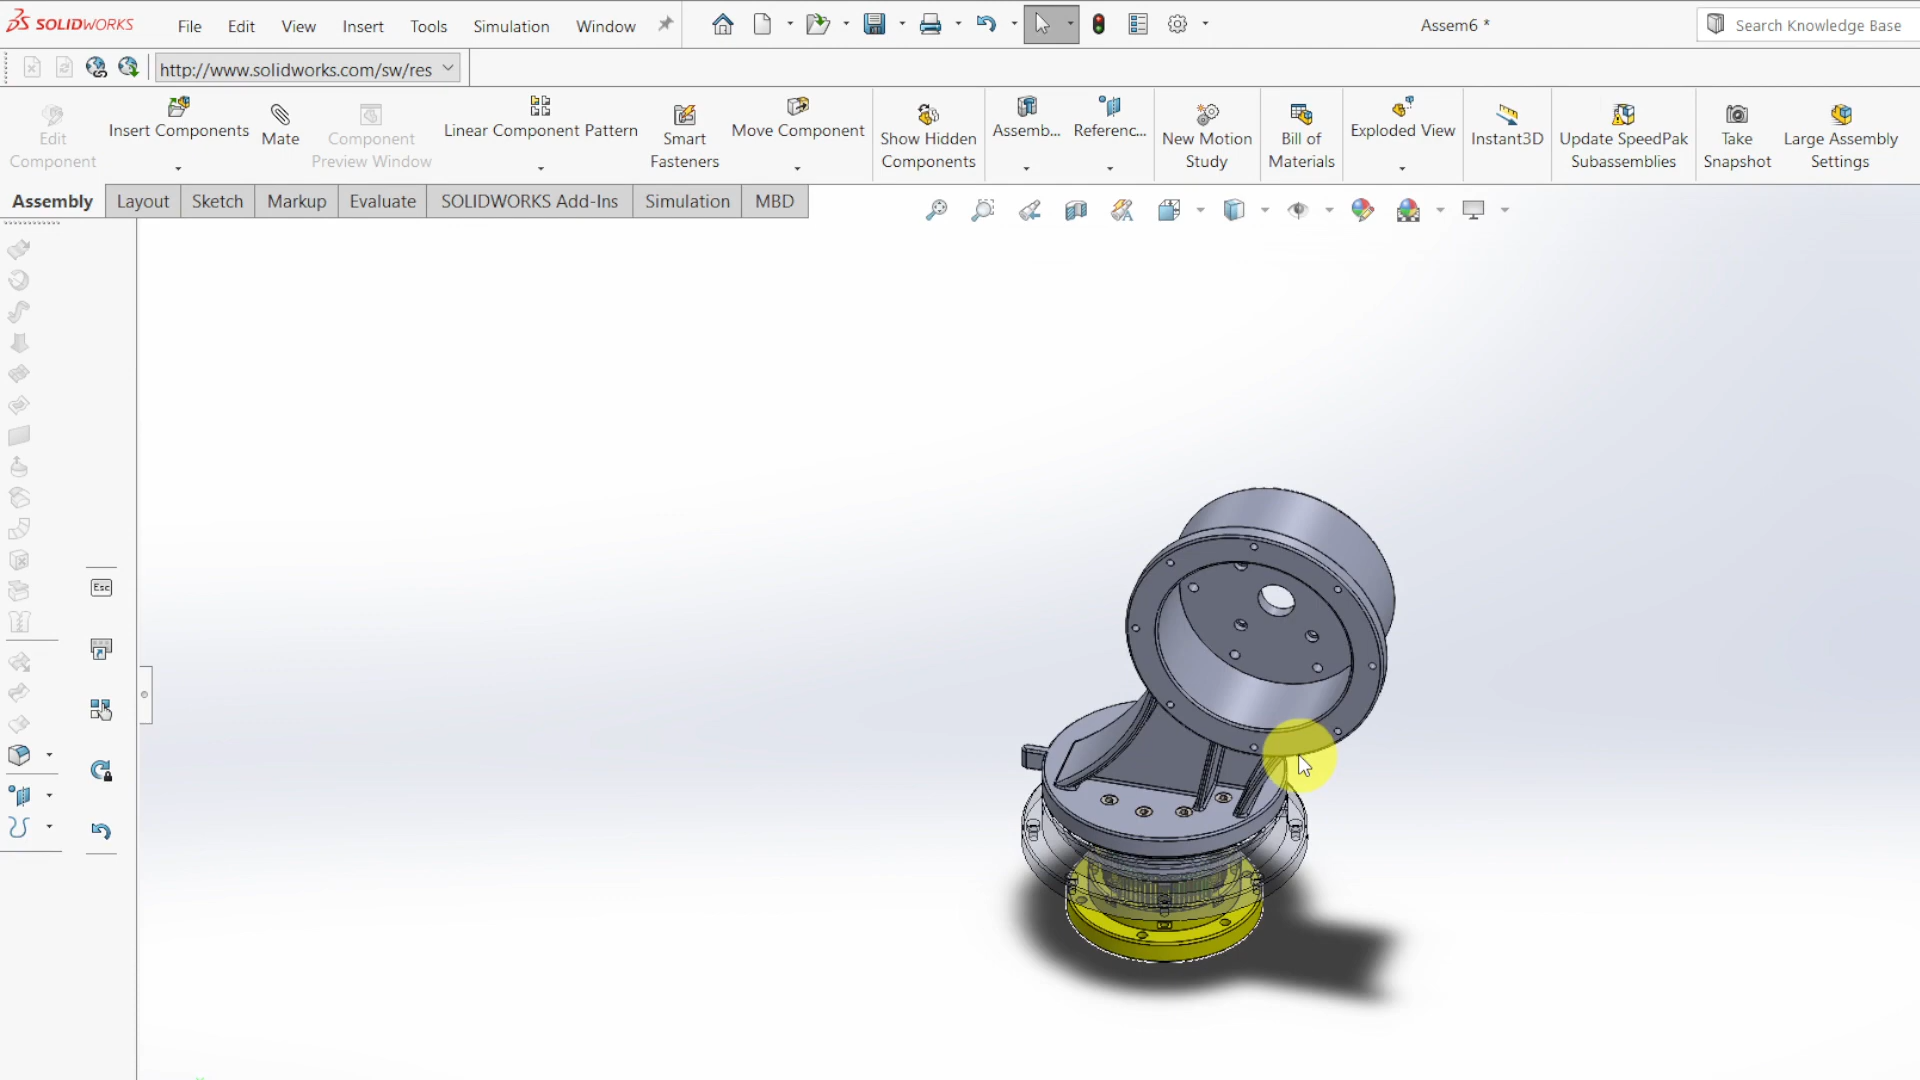 SOLIDWORKS File Edit View Insert Tools Simulation Window Assem6 * Search Knowledge Base
http://www.solidworks.com/sw/res
Edit
Component
Insert Components
Mate
Component
Preview Window
Linear Component Pattern
Smart
Fasteners
Move Component
Show Hidden
Components
Assemb...
Referenc...
New Motion
Study
Bill of
Materials
Exploded View
Instant3D
Update SpeedPak
Subassemblies
Take
Snapshot
Large Assembly
Settings
Assembly Layout Sketch Markup Evaluate SOLIDWORKS Add-Ins Simulation MBD
Esc